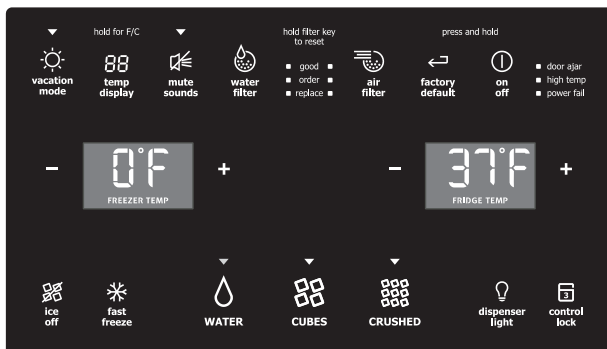 hold for F/C
hold filter key
to reset
press and hold
88
vacation
mode
temp
display
mute
sounds
water
filter
good
order
replace
air
filter
factory
default
on
off
door ajar
high temp
power fail
- 0°F +
FREEZER TEMP
- 37°F +
FRIDGE TEMP
ice
off
fast
freeze
WATER
CUBES
CRUSHED
dispenser
light
3
control
lock